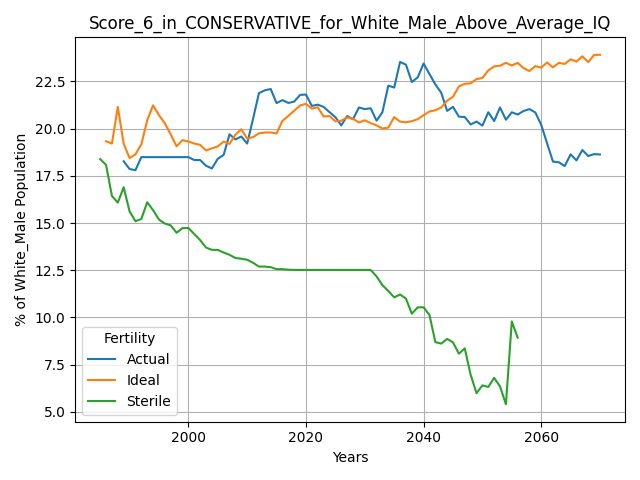 Score_6_in_CONSERVATIVE_for_White_Male_Above_Average_IQ
% of White_Male Population
22.5
20.0
17.5
15.0
12.5
10.0
7.5
5.0
Fertility
Actual
Ideal
Sterile
2000 2020 2040 2060
Years